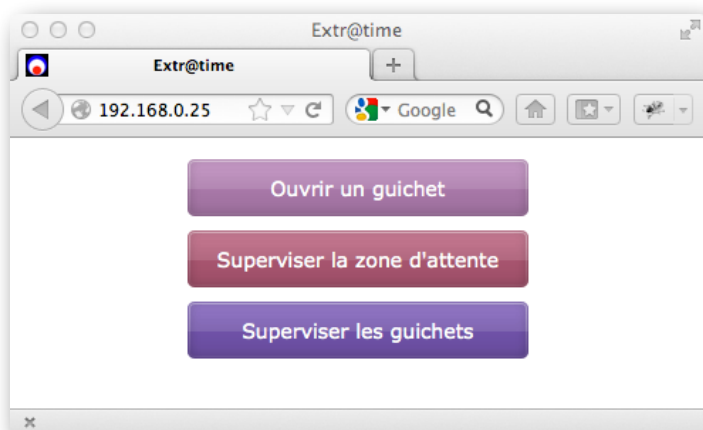 Extr@time
Extr@time
192.168.0.25 Google
Ouvrir un guichet
Superviser la zone d'attente
Superviser les guichets